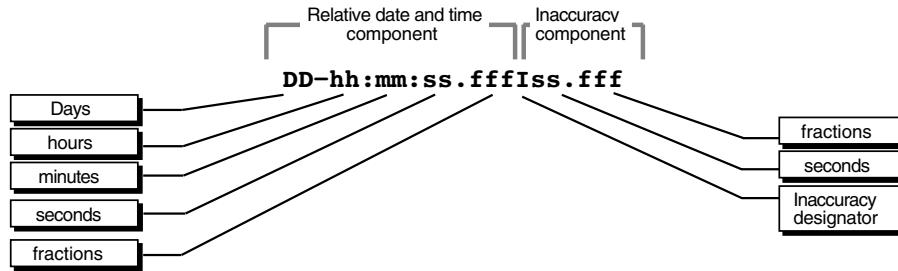 Relative date and time
component
Inaccuracy
component
DD-hh:mm:ss.fffIss.fff
Days
hours
minutes
seconds
fractions
fractions
seconds
Inaccuracy
designator